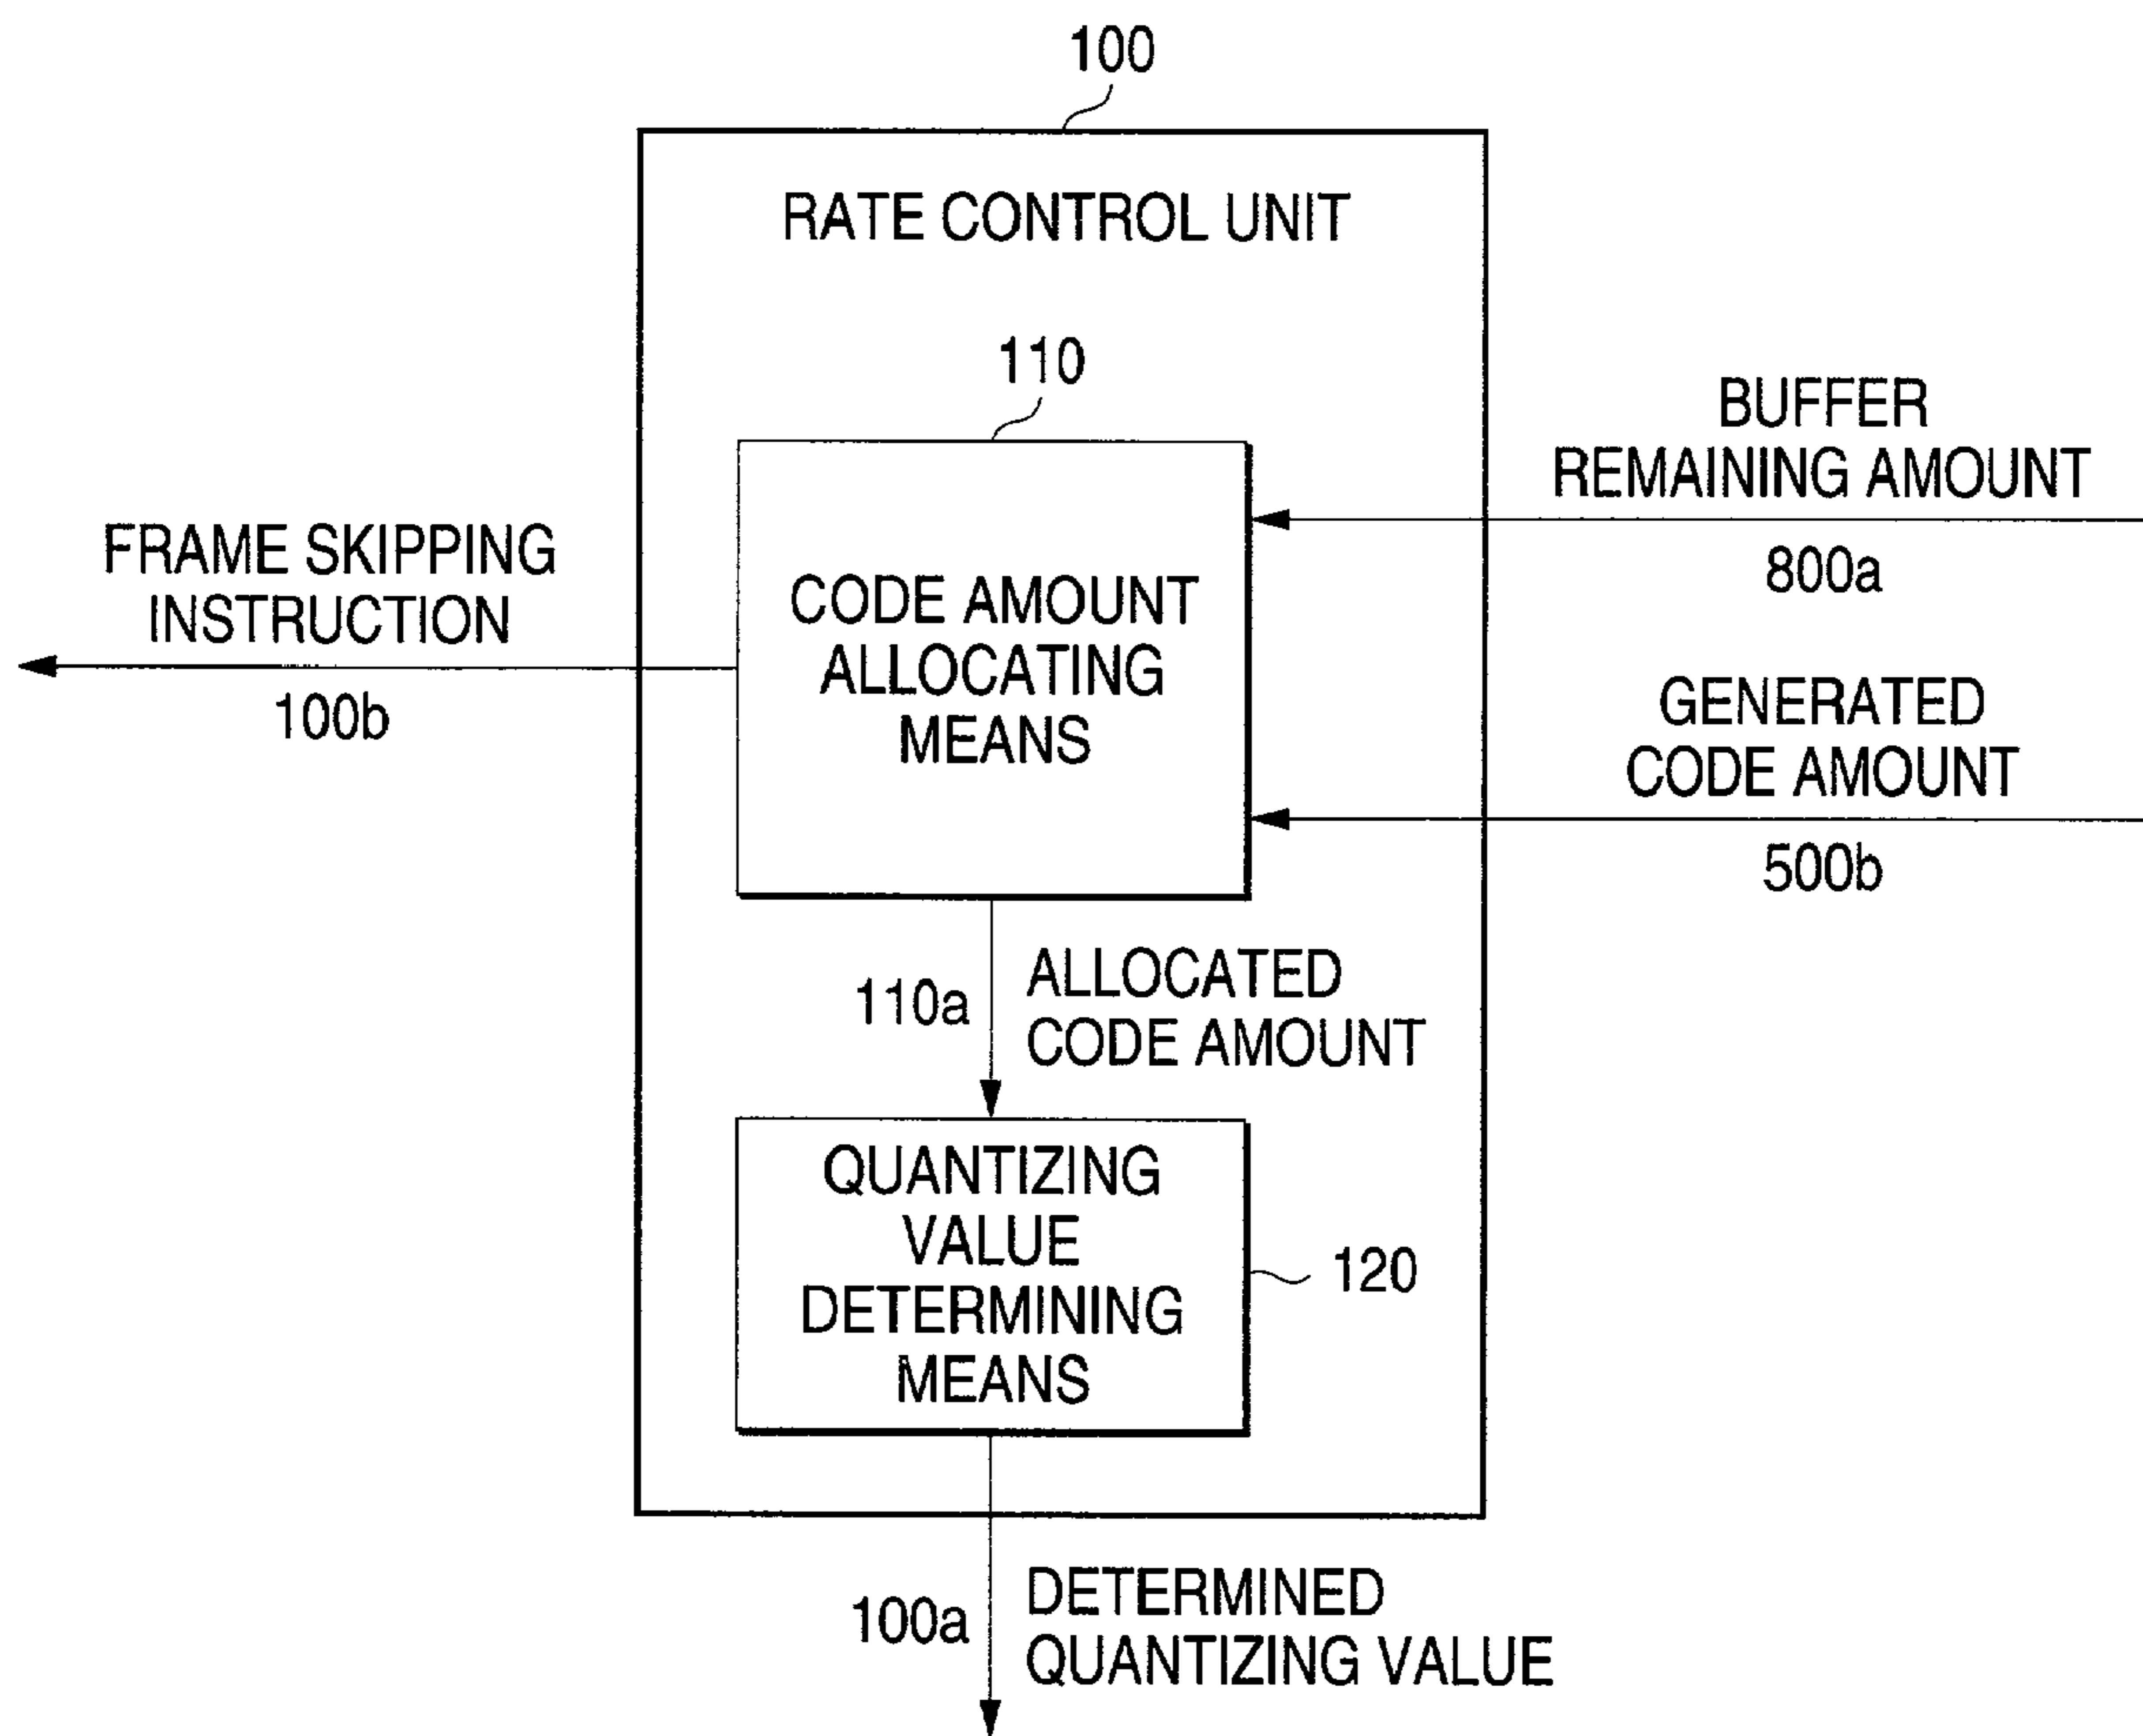 100
RATE CONTROL UNIT
110
BUFFER
REMAINING AMOUNT
800a
FRAME SKIPPING
INSTRUCTION
100b
CODE AMOUNT
ALLOCATING
MEANS
GENERATED
CODE AMOUNT
500b
110a
ALLOCATED
CODE AMOUNT
QUANTIZING
VALUE
DETERMINING
MEANS
120
100a
DETERMINED
QUANTIZING VALUE